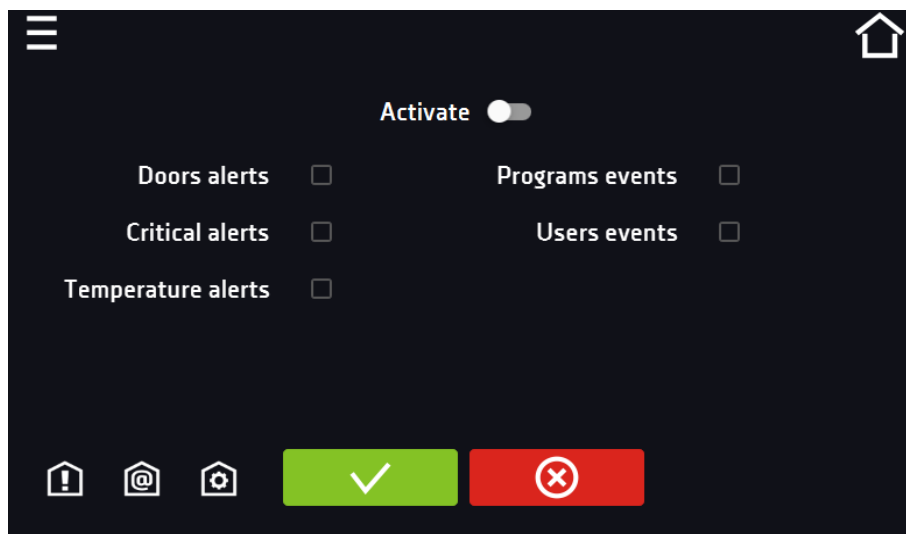 Activate
Doors alerts
Programs events
Critical alerts
Users events
Temperature alerts
@